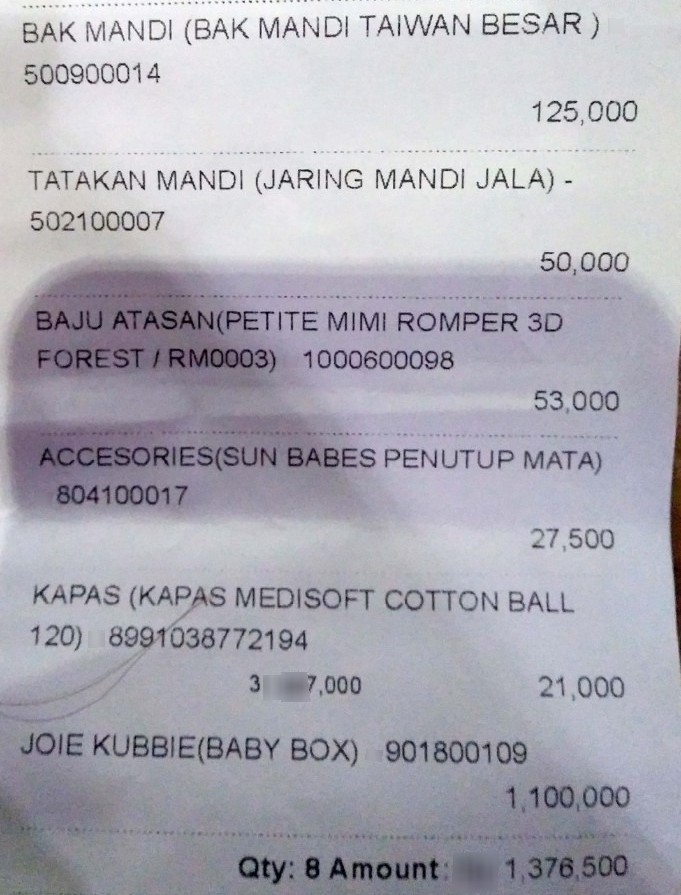 BAK MANDI (BAK MANDI TAIWAN BESAR )
500900014
125,000
TATAKAN MANDI (JARING MANDI JALA) -
502100007
50,000
BAJU ATASAN(PETITE MIMI ROMPER 3D
FOREST / RM0003) 1000600098
53,000
ACCESORIES(SUN BABES PENUTUP MATA)
804100017
27,500
KAPAS (KAPAS MEDISOFT COTTON BALL
120) 8991038772194
3 7,000 21,000
JOIE KUBBIE(BABY BOX) 901800109
1,100,000
Qty: 8 Amount: 1,376,500